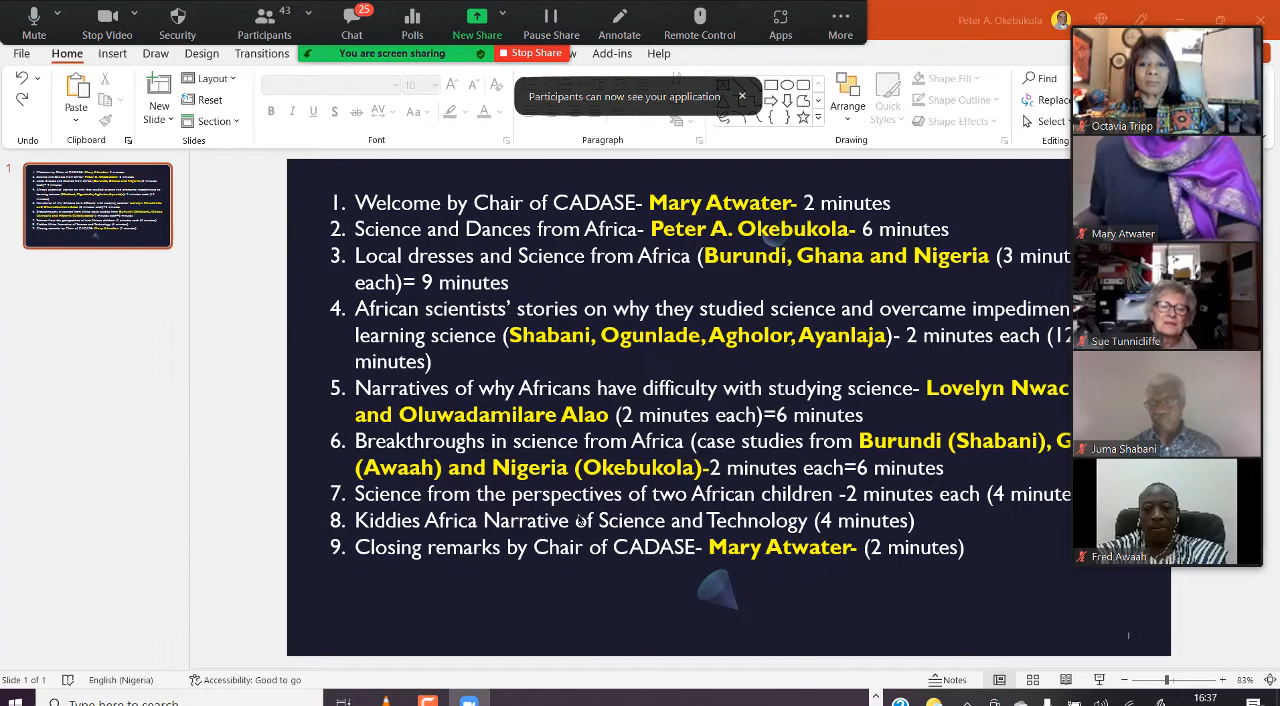 43
25
Mute
Stop Video
Security
Participants
Chat
Polls
New Share
Pause Share
Annotate
Remote Control
Apps
More
Peter A. Okebukola
File
Home
Insert
Draw
Design
Transitions
You are screen sharing
Stop Share
Add-ins
Help
Participants can now see your application
Paste
New
Slide
Layout
Reset
Section
10
Arrange
Quick
Styles
Shape Fill
Shape Outline
Shape Effects
Find
Replace
Select
Clipboard
Slides
Font
Paragraph
Drawing
Editing
1
1. Welcome by Chair of CADASE- Mary Atwater- 2 minutes
2. Science and Dances from Africa- Peter A. Okebukola- 6 minutes
3. Local dresses and Science from Africa (Burundi, Ghana and Nigeria (3 minut
each)= 9 minutes
4. African scientists' stories on why they studied science and overcame impedimen
learning science (Shabani, Ogunlade, Agholor, Ayanlaja)- 2 minutes each (12
minutes)
5. Narratives of why Africans have difficulty with studying science- Lovelyn Nwac
and Oluwadamilare Alao (2 minutes each)=6 minutes
6. Breakthroughs in science from Africa (case studies from Burundi (Shabani), G
(Awaah) and Nigeria (Okebukola)-2 minutes each=6 minutes
7. Science from the perspectives of two African children -2 minutes each (4 minute
8. Kiddies Africa Narrative of Science and Technology (4 minutes)
9. Closing remarks by Chair of CADASE- Mary Atwater- (2 minutes)
1
Octavia Tripp
Mary Atwater
Sue Tunnicliffe
Juma Shabani
Fred Awaah
Slide 1 of 1
English (Nigeria)
Accessibility: Good to go
Notes
83%
Type here to search
16:37